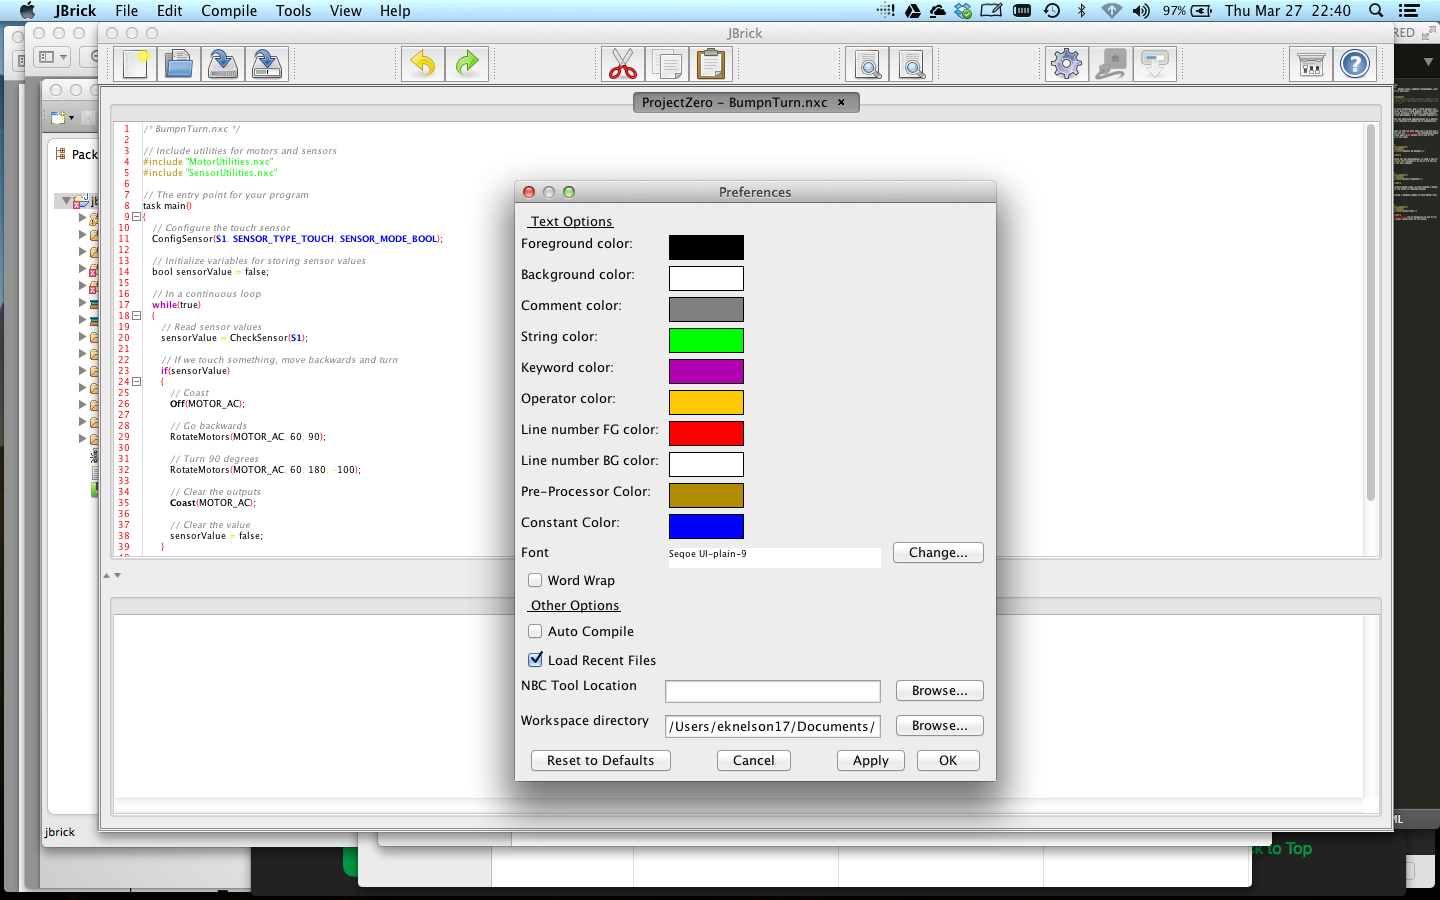 JBrick File Edit Compile Tools View Help 97% Thu Mar 27 22:40
JBrick
RED
ProjectZero - BumpnTurn.nxc ×
Pack
jb
1 /* BumpnTurn.nxc */
2
3 // Include utilities for motors and sensors
4 #include "MotorUtilities.nxc"
5 #include "SensorUtilities.nxc"
6
7 // The entry point for your program
8 task main()
9 {
10 // Configure the touch sensor
11 ConfigSensor(S1, SENSOR_TYPE_TOUCH, SENSOR_MODE_BOOL);
12
13 // Initialize variables for storing sensor values
14 bool sensorValue = false;
15
16 // In a continuous loop
17 while(true)
18 {
19 // Read sensor values
20 sensorValue = CheckSensor(S1);
21
22 // If we touch something, move backwards and turn
23 if(sensorValue)
24 {
25 // Coast
26 Off(MOTOR_AC);
27
28 // Go backwards
29 RotateMotors(MOTOR_AC, 60, 90);
30
31 // Turn 90 degrees
32 RotateMotors(MOTOR_AC, 60, 180, -100);
33
34 // Clear the outputs
35 Coast(MOTOR_AC);
36
37 // Clear the value
38 sensorValue = false;
39 }
Preferences
Text Options
Foreground color:
Background color:
Comment color:
String color:
Keyword color:
Operator color:
Line number FG color:
Line number BG color:
Pre-Processor Color:
Constant Color:
Font Segoe UI-plain-9 Change...
Word Wrap
Other Options
Auto Compile
Load Recent Files
NBC Tool Location Browse...
Workspace directory /Users/eknelson17/Documents/ Browse...
Reset to Defaults Cancel Apply OK
jbrick
ML
k to Top